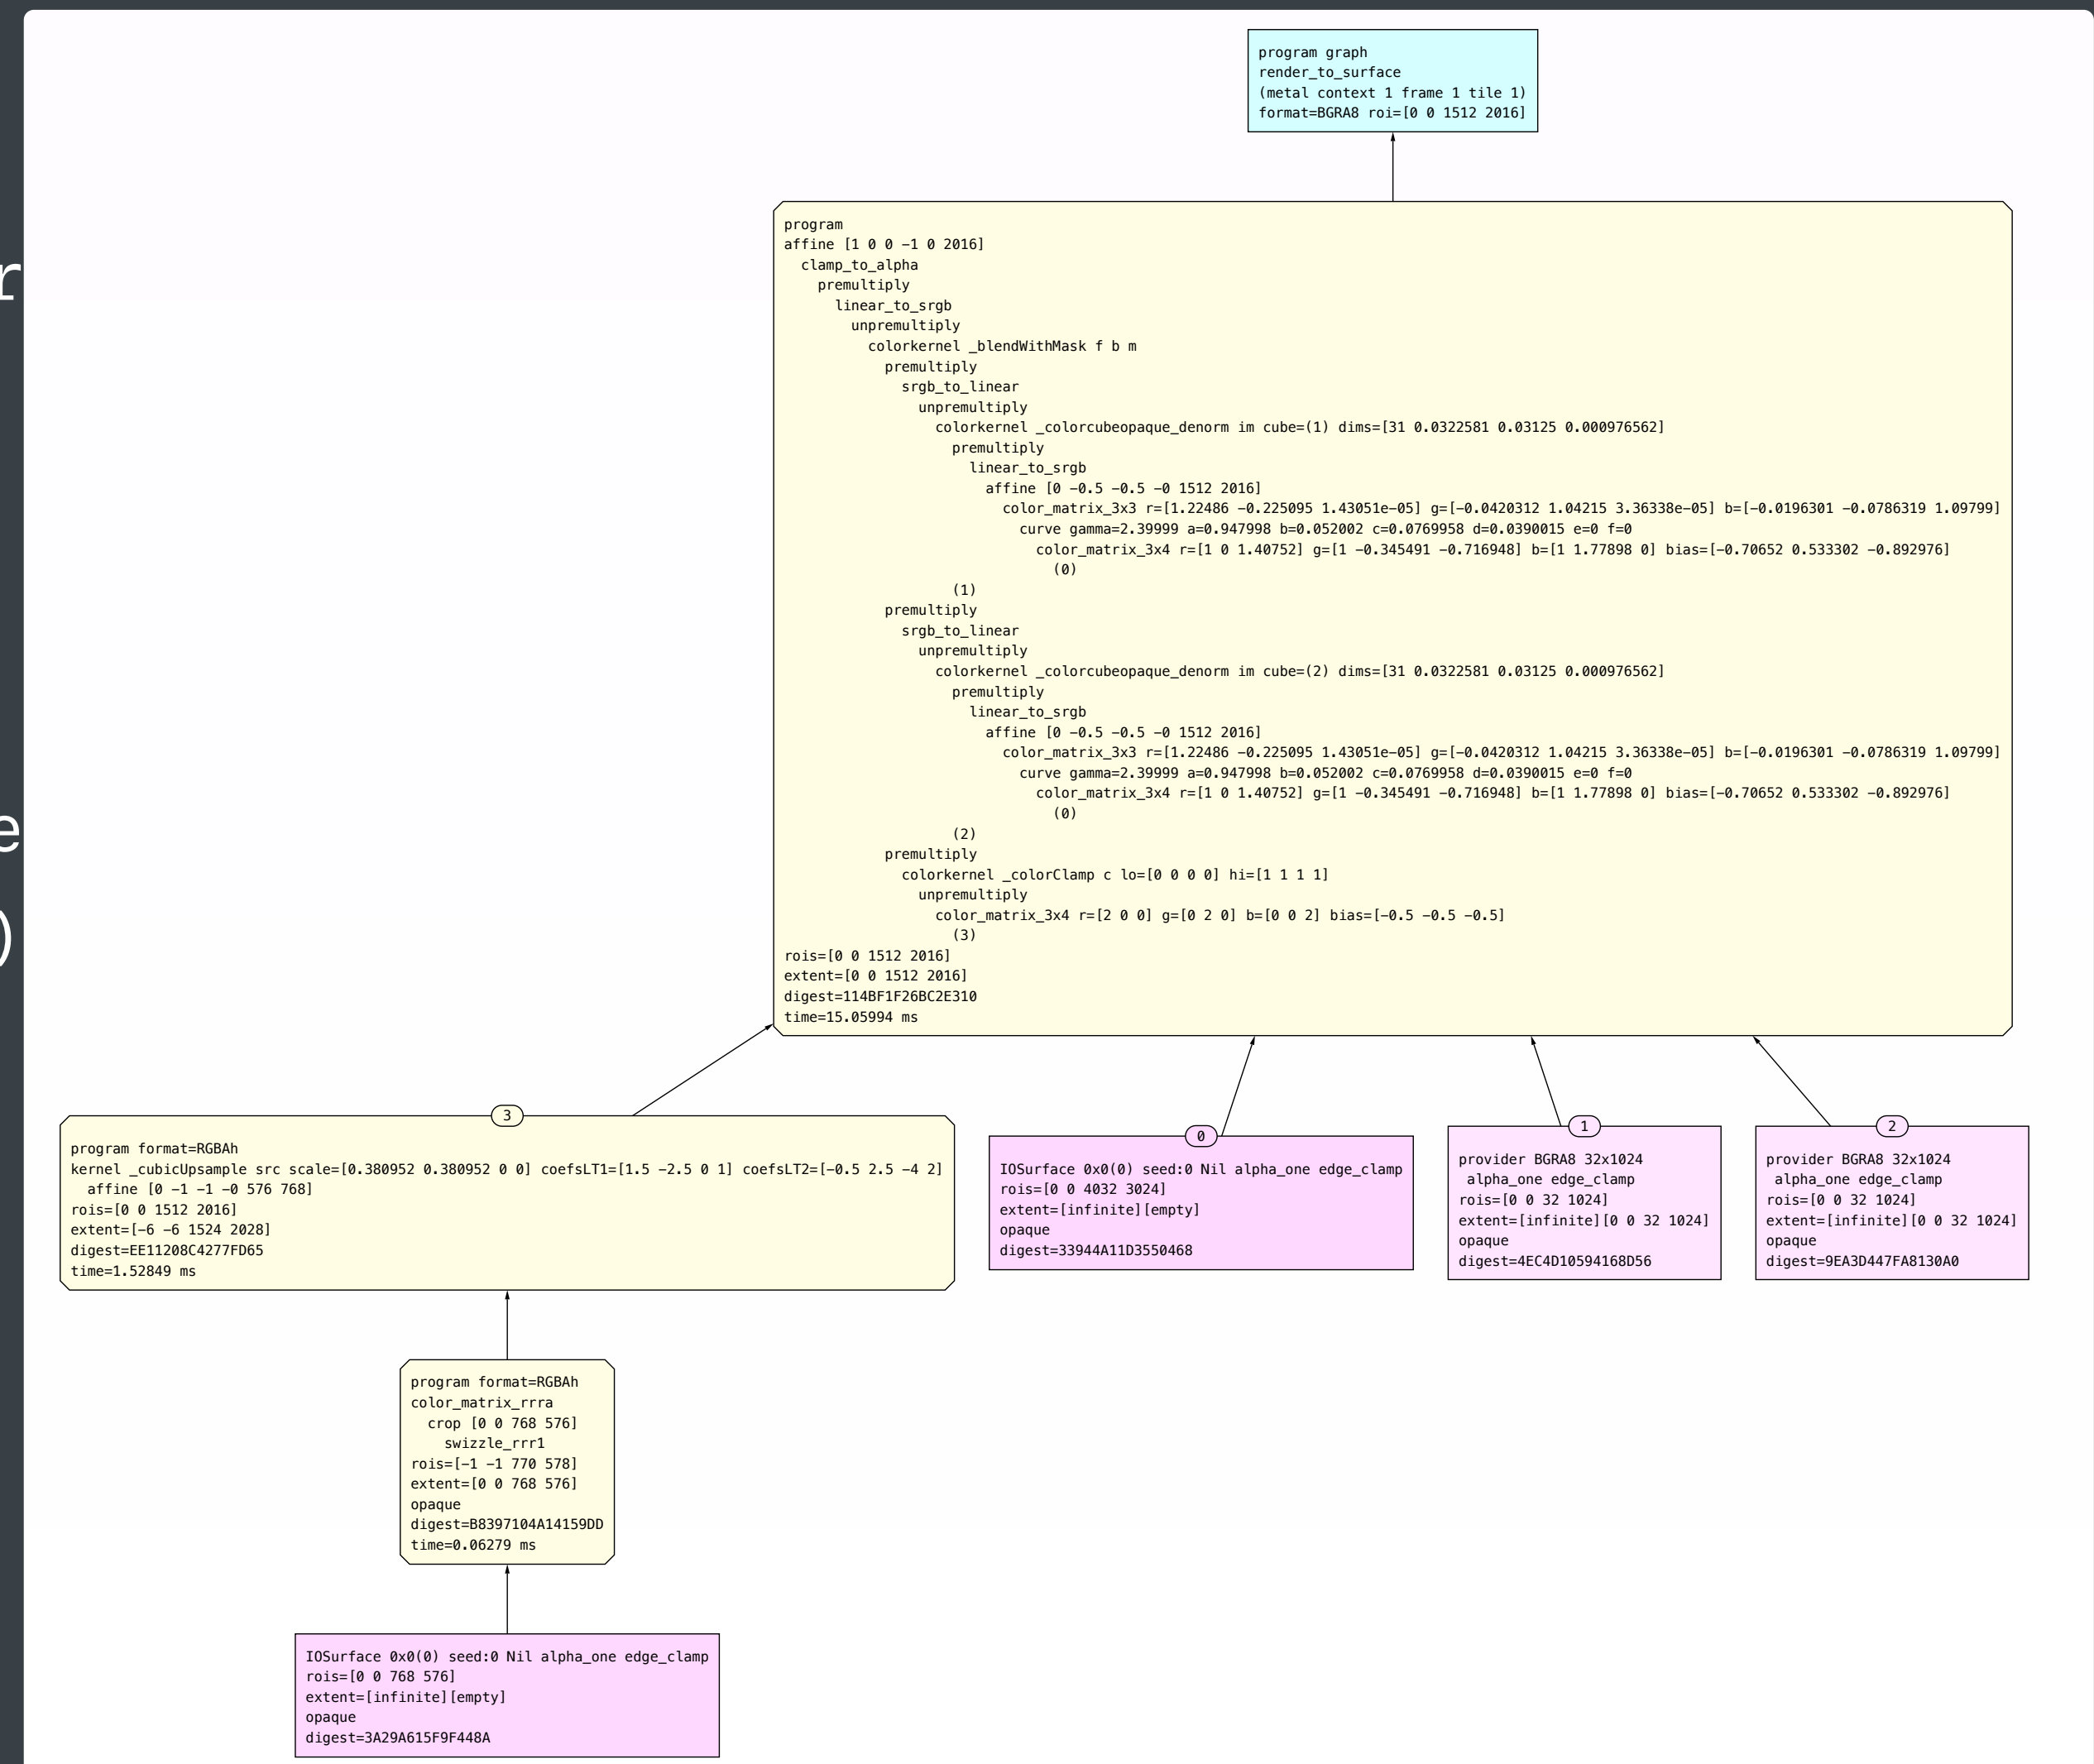 program graph
render_to_surface
(metal context 1 frame 1 tile 1)
format=BGRA8 roi=[0 0 1512 2016]
program
affine [1 0 0 −1 0 2016]
clamp_to_alpha
premultiply
linear_to_srgb
unpremultiply
colorkernel _blendWithMask f b m
premultiply
srgb_to_linear
unpremultiply
colorkernel _colorcubeopaque_denorm im cube=(1) dims=[31 0.0322581 0.03125 0.000976562]
premultiply
linear_to_srgb
affine [0 −0.5 −0.5 −0 1512 2016]
color_matrix_3x3 r=[1.22486 −0.225095 1.43051e−05] g=[−0.0420312 1.04215 3.36338e−05] b=[−0.0196301 −0.0786319 1.09799]
curve gamma=2.39999 a=0.947998 b=0.052002 c=0.0769958 d=0.0390015 e=0 f=0
color_matrix_3x4 r=[1 0 1.40752] g=[1 −0.345491 −0.716948] b=[1 1.77898 0] bias=[−0.70652 0.533302 −0.892976]
(0)
(1)
premultiply
srgb_to_linear
unpremultiply
colorkernel _colorcubeopaque_denorm im cube=(2) dims=[31 0.0322581 0.03125 0.000976562]
premultiply
linear_to_srgb
affine [0 −0.5 −0.5 −0 1512 2016]
color_matrix_3x3 r=[1.22486 −0.225095 1.43051e−05] g=[−0.0420312 1.04215 3.36338e−05] b=[−0.0196301 −0.0786319 1.09799]
curve gamma=2.39999 a=0.947998 b=0.052002 c=0.0769958 d=0.0390015 e=0 f=0
color_matrix_3x4 r=[1 0 1.40752] g=[1 −0.345491 −0.716948] b=[1 1.77898 0] bias=[−0.70652 0.533302 −0.892976]
(0)
(2)
premultiply
colorkernel _colorClamp c lo=[0 0 0 0] hi=[1 1 1 1]
unpremultiply
color_matrix_3x4 r=[2 0 0] g=[0 2 0] b=[0 0 2] bias=[−0.5 −0.5 −0.5]
(3)
rois=[0 0 1512 2016]
extent=[0 0 1512 2016]
digest=114BF1F26BC2E310
time=15.05994 ms
3
program format=RGBAh
kernel _cubicUpsample src scale=[0.380952 0.380952 0 0] coefsLT1=[1.5 −2.5 0 1] coefsLT2=[−0.5 2.5 −4 2]
affine [0 −1 −1 −0 576 768]
rois=[0 0 1512 2016]
extent=[−6 −6 1524 2028]
digest=EE11208C4277FD65
time=1.52849 ms
0
IOSurface 0x0(0) seed:0 Nil alpha_one edge_clamp
rois=[0 0 4032 3024]
extent=[infinite][empty]
opaque
digest=33944A11D3550468
1
provider BGRA8 32x1024
alpha_one edge_clamp
rois=[0 0 32 1024]
extent=[infinite][0 0 32 1024]
opaque
digest=4EC4D10594168D56
2
provider BGRA8 32x1024
alpha_one edge_clamp
rois=[0 0 32 1024]
extent=[infinite][0 0 32 1024]
opaque
digest=9EA3D447FA8130A0
program format=RGBAh
color_matrix_rrra
crop [0 0 768 576]
swizzle_rrr1
rois=[−1 −1 770 578]
extent=[0 0 768 576]
opaque
digest=B8397104A14159DD
time=0.06279 ms
IOSurface 0x0(0) seed:0 Nil alpha_one edge_clamp
rois=[0 0 768 576]
extent=[infinite][empty]
opaque
digest=3A29A615F9F448A
r
e
)